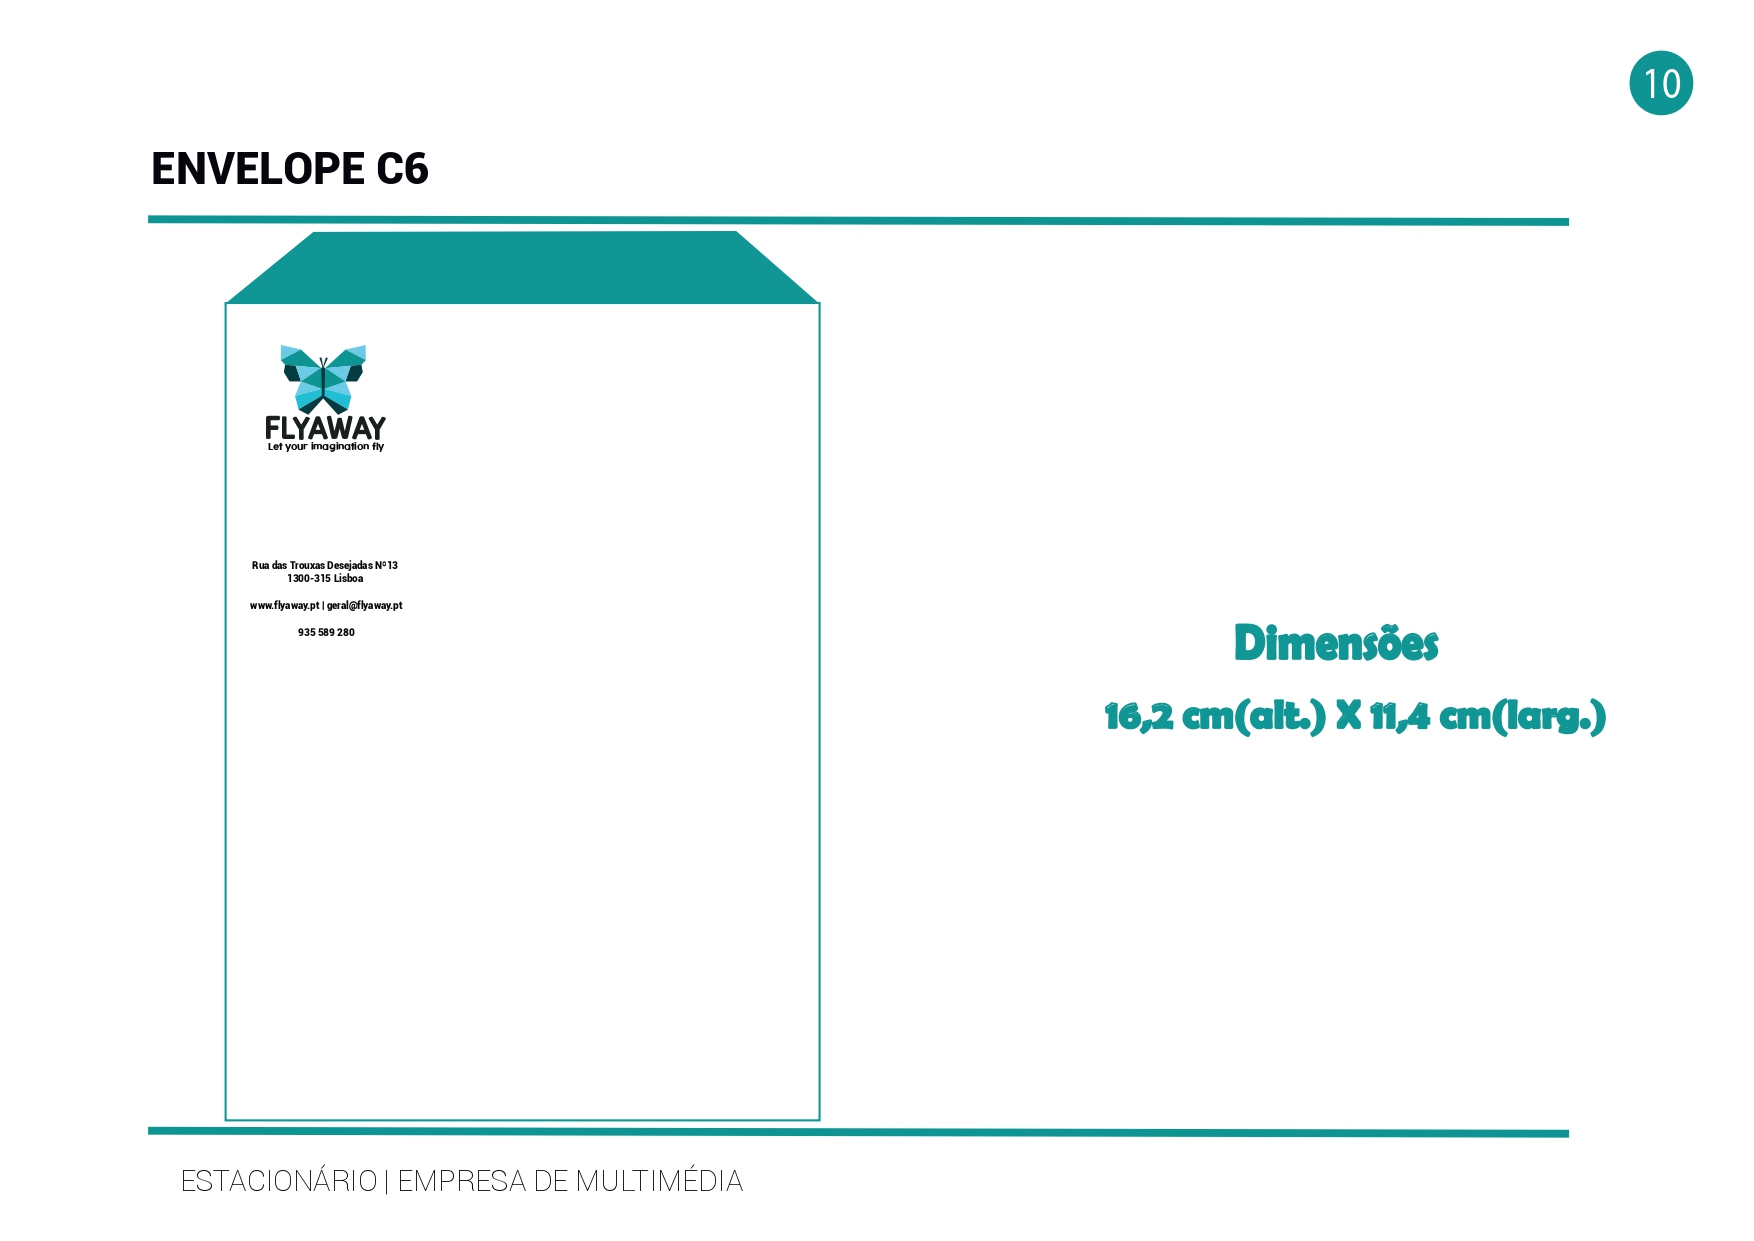 10
ENVELOPE C6
FLYAWAY
Let your imagination fly
Rua das Trouxas Desejadas Nº13
1300-315 Lisboa
www.flyaway.pt | geral@flyaway.pt
935 589 280
Dimensões
16,2 cm(alt.) X 11,4 cm(larg.)
ESTACIONÁRIO | EMPRESA DE MULTIMÉDIA